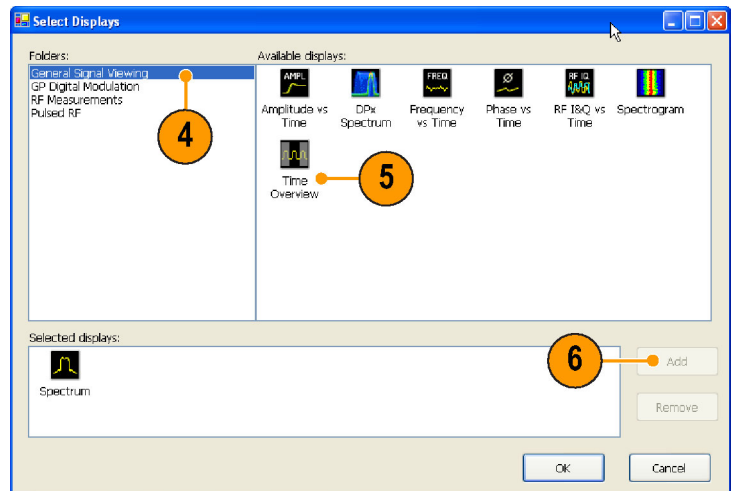 Select Displays
Folders:
General Signal Viewing
GP Digital Modulation
RF Measurements
Pulsed RF
4
Available displays:
AMPL
FREQ
Ø
RF IQ
Amplitude vs Time
DPx Spectrum
Frequency vs Time
Phase vs Time
RF I&Q vs Time
Spectrogram
Time Overview
5
Selected displays:
Spectrum
6
Add
Remove
OK
Cancel